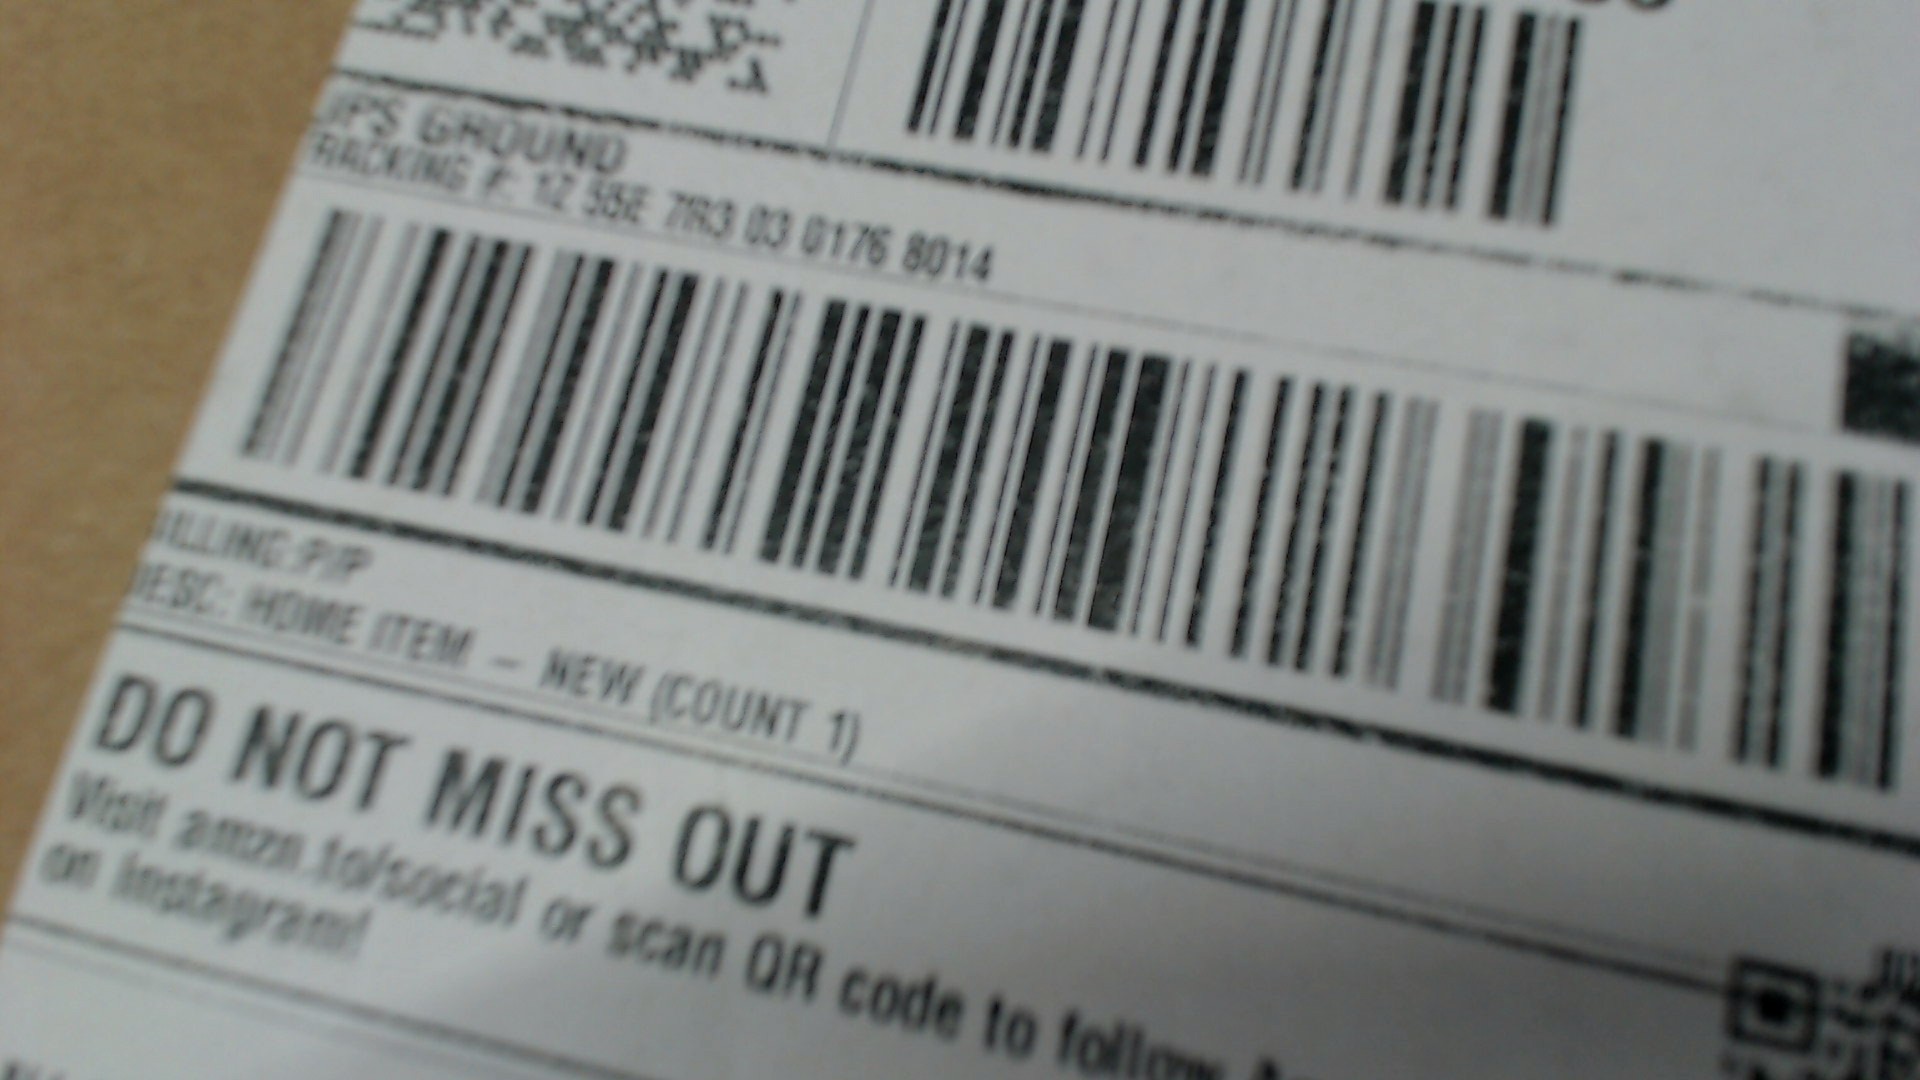 UPS GROUND
TRACKING #: 1Z 55E 7R3 03 0176 8014
BILLING: P/P
DESC: HOME ITEM - NEW (COUNT 1)
DO NOT MISS OUT
Visit amzn.to/social or scan QR code to follow
on Instagram!